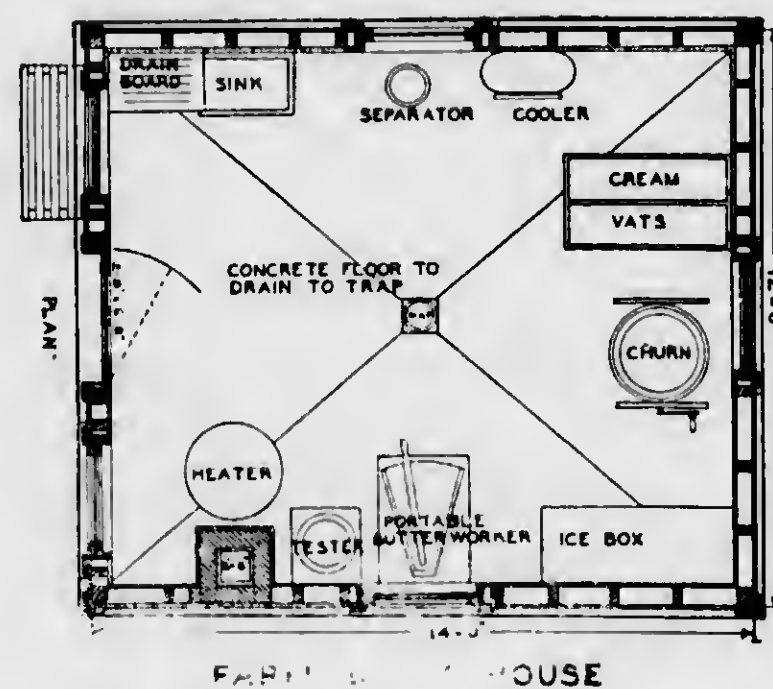 DRAIN
BOARD
SINK
SEPARATOR
COOLER
CREAM
VATS
CONCRETE FLOOR TO
DRAIN TO TRAP
PLAN
CHURN
HEATER
TESTER
PORTABLE
BUTTERWORKER
ICE BOX
14-0"
HOUSE